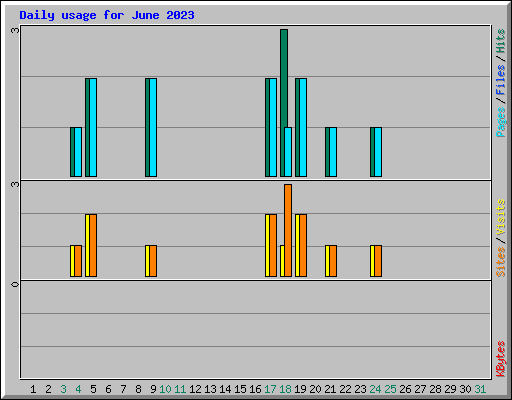 Daily usage for June 2023
3
3
0
Pages/Files/Hits
Sites/Visits
KBytes
1 2 3 4 5 6 7 8 9 10 11 12 13 14 15 16 17 18 19 20 21 22 23 24 25 26 27 28 29 30 31